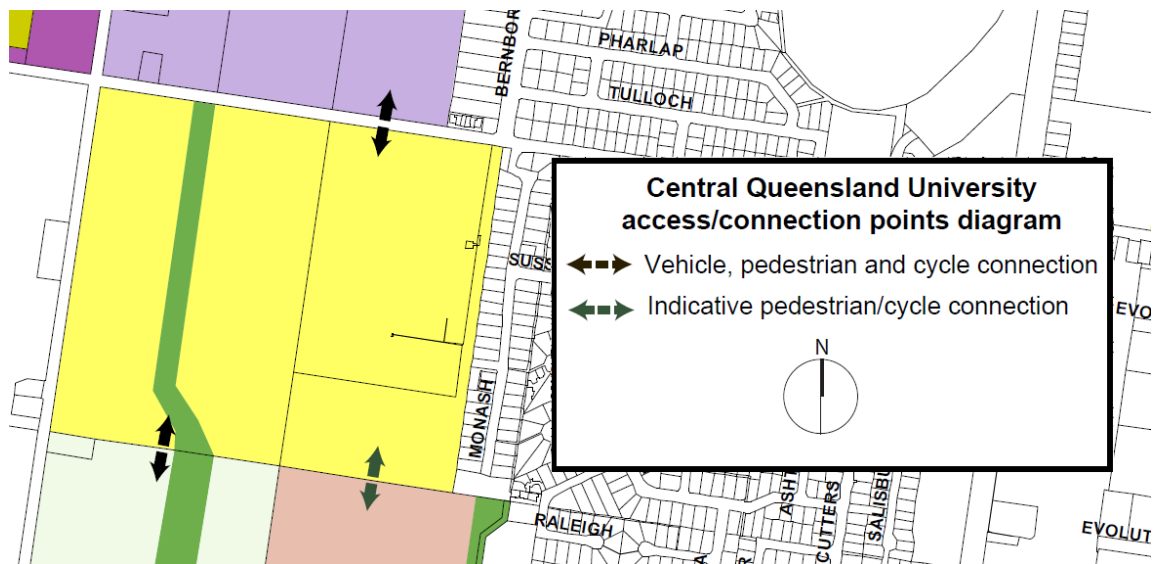 BERNBOR
PHARLAP
TULLOCH
Central Queensland University
access/connection points diagram
Vehicle, pedestrian and cycle connection
Indicative pedestrian/cycle connection
N
SUSS
EVO
MONASH
RALEIGH
ASHT
CUTTERS
SALISBU
EVOLUT
A
R